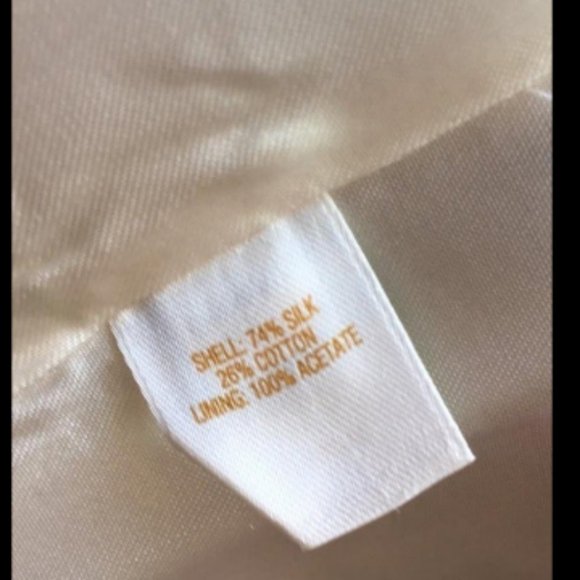 SHELL: 74% SILK
26% COTTON
LINING: 100% ACETATE